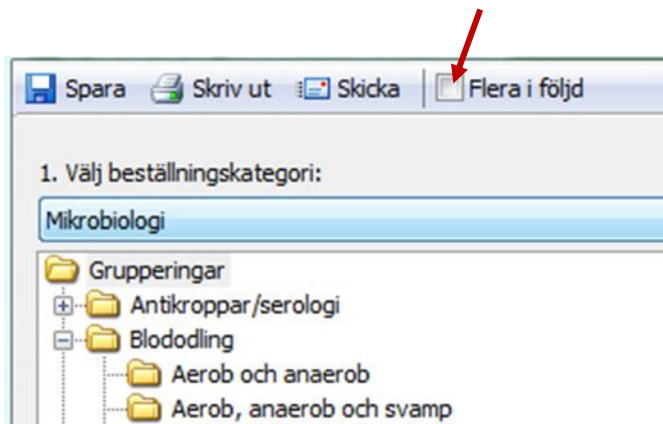 Spara Skriv ut Skicka Flera i följd
1. Välj beställningskategori:
Mikrobiologi
Grupperingar
Antikroppar/serologi
Blododling
Aerob och anaerob
Aerob, anaerob och svamp